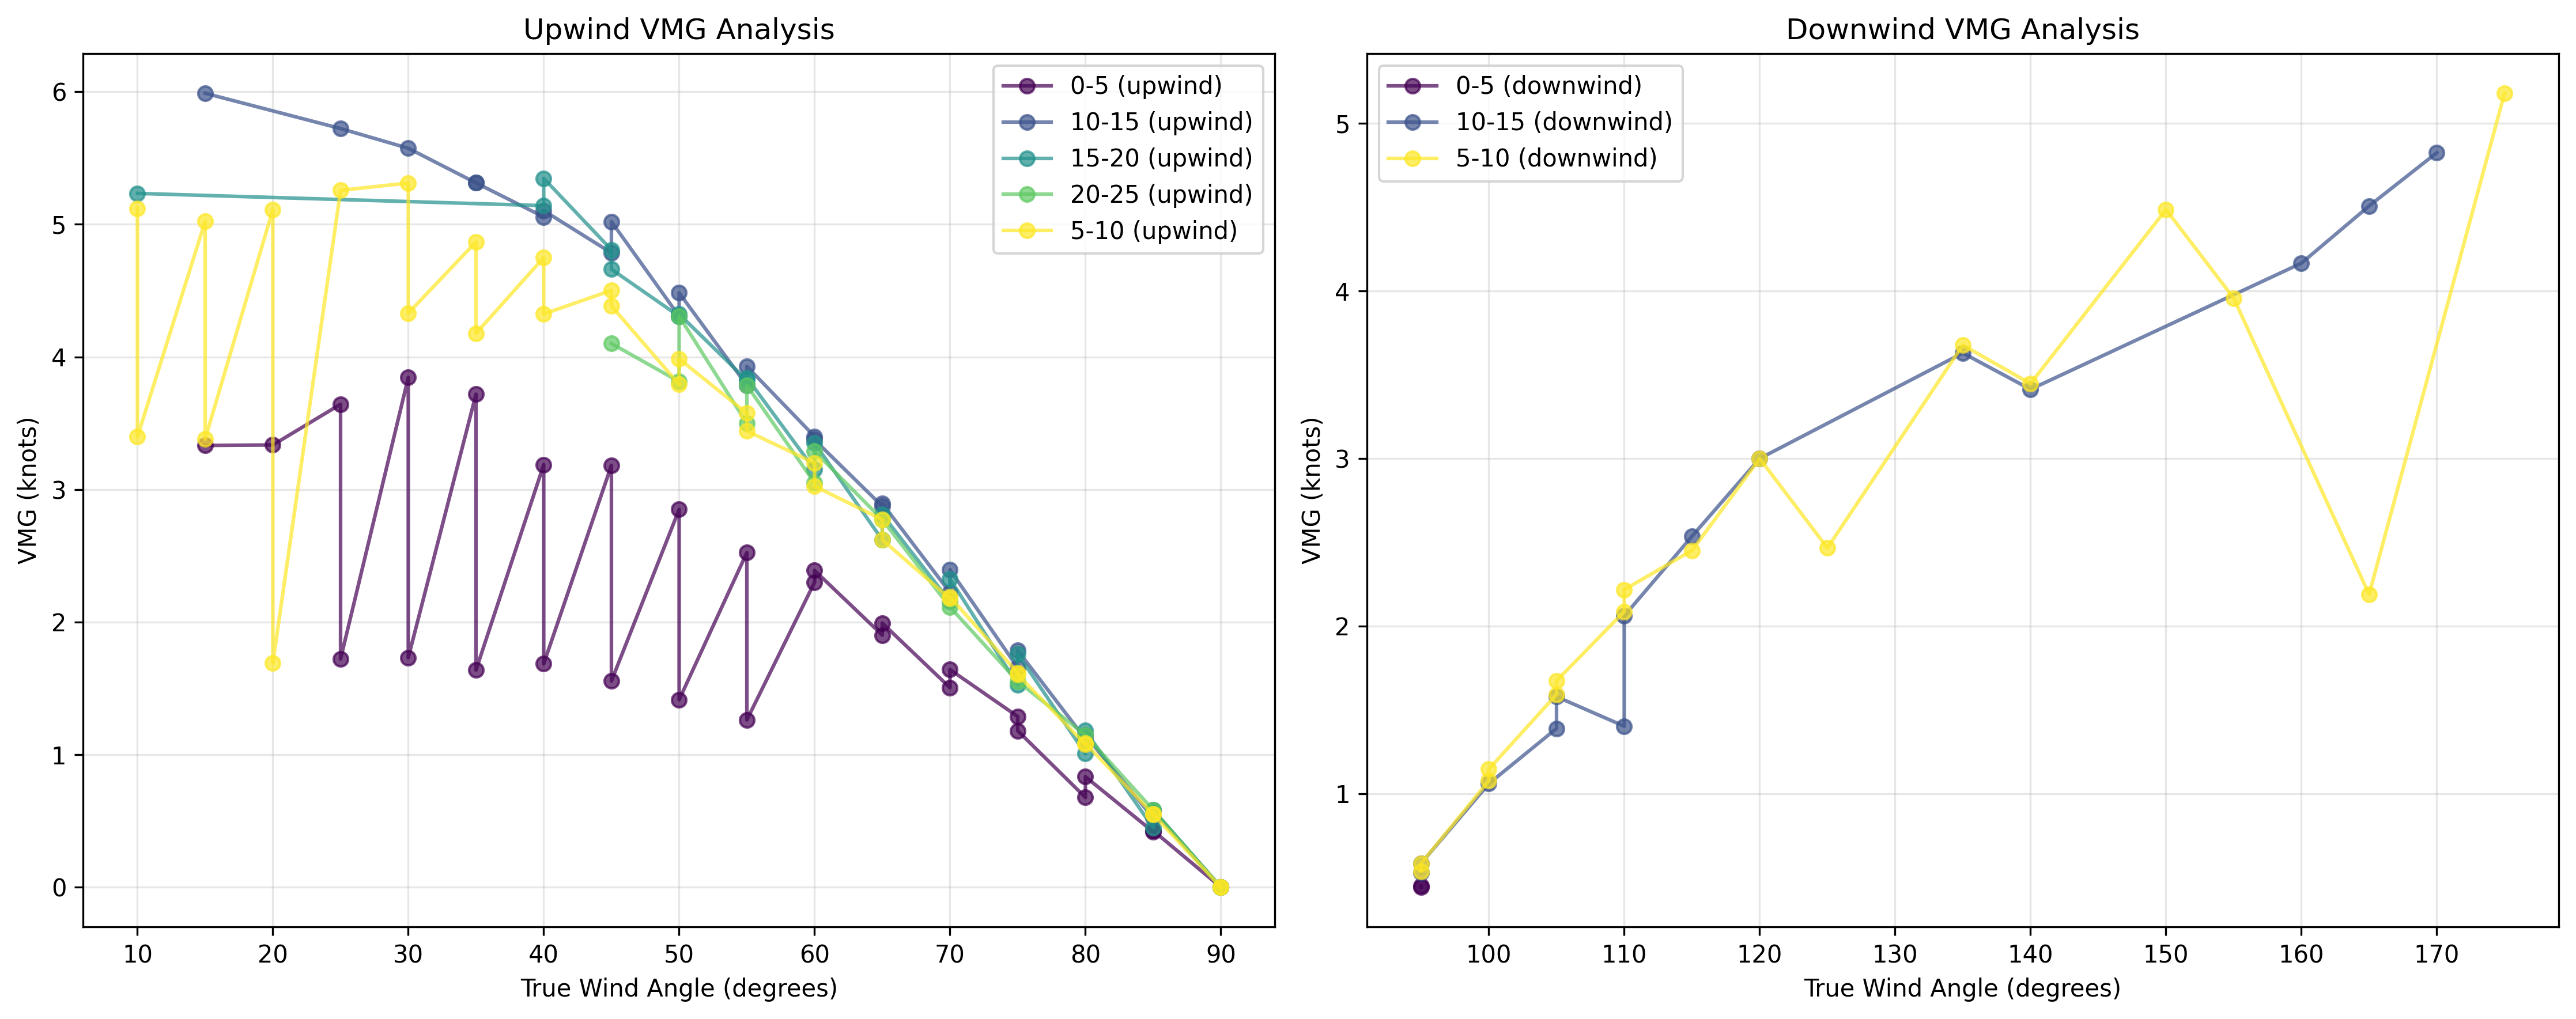 Upwind VMG Analysis
VMG (knots)
6
5
4
3
2
1
0
10 20 30 40 50 60 70 80 90
True Wind Angle (degrees)
0-5 (upwind)
10-15 (upwind)
15-20 (upwind)
20-25 (upwind)
5-10 (upwind)
Downwind VMG Analysis
VMG (knots)
5
4
3
2
1
100 110 120 130 140 150 160 170
True Wind Angle (degrees)
0-5 (downwind)
10-15 (downwind)
5-10 (downwind)